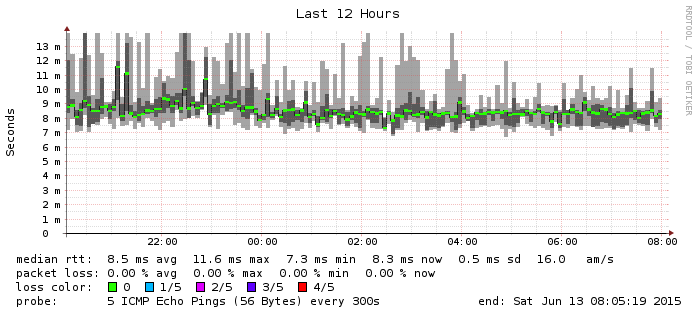 Last 12 Hours
RRDTOOL / TOBI OETIKER
Seconds
13 m
12 m
11 m
10 m
9 m
8 m
7 m
6 m
5 m
4 m
3 m
2 m
1 m
0
22:00 00:00 02:00 04:00 06:00 08:00
median rtt: 8.5 ms avg 11.6 ms max 7.3 ms min 8.3 ms now 0.5 ms sd 16.0 am/s
packet loss: 0.00 % avg 0.00 % max 0.00 % min 0.00 % now
loss color: 0 1/5 2/5 3/5 4/5
probe: 5 ICMP Echo Pings (56 Bytes) every 300s end: Sat Jun 13 08:05:19 2015